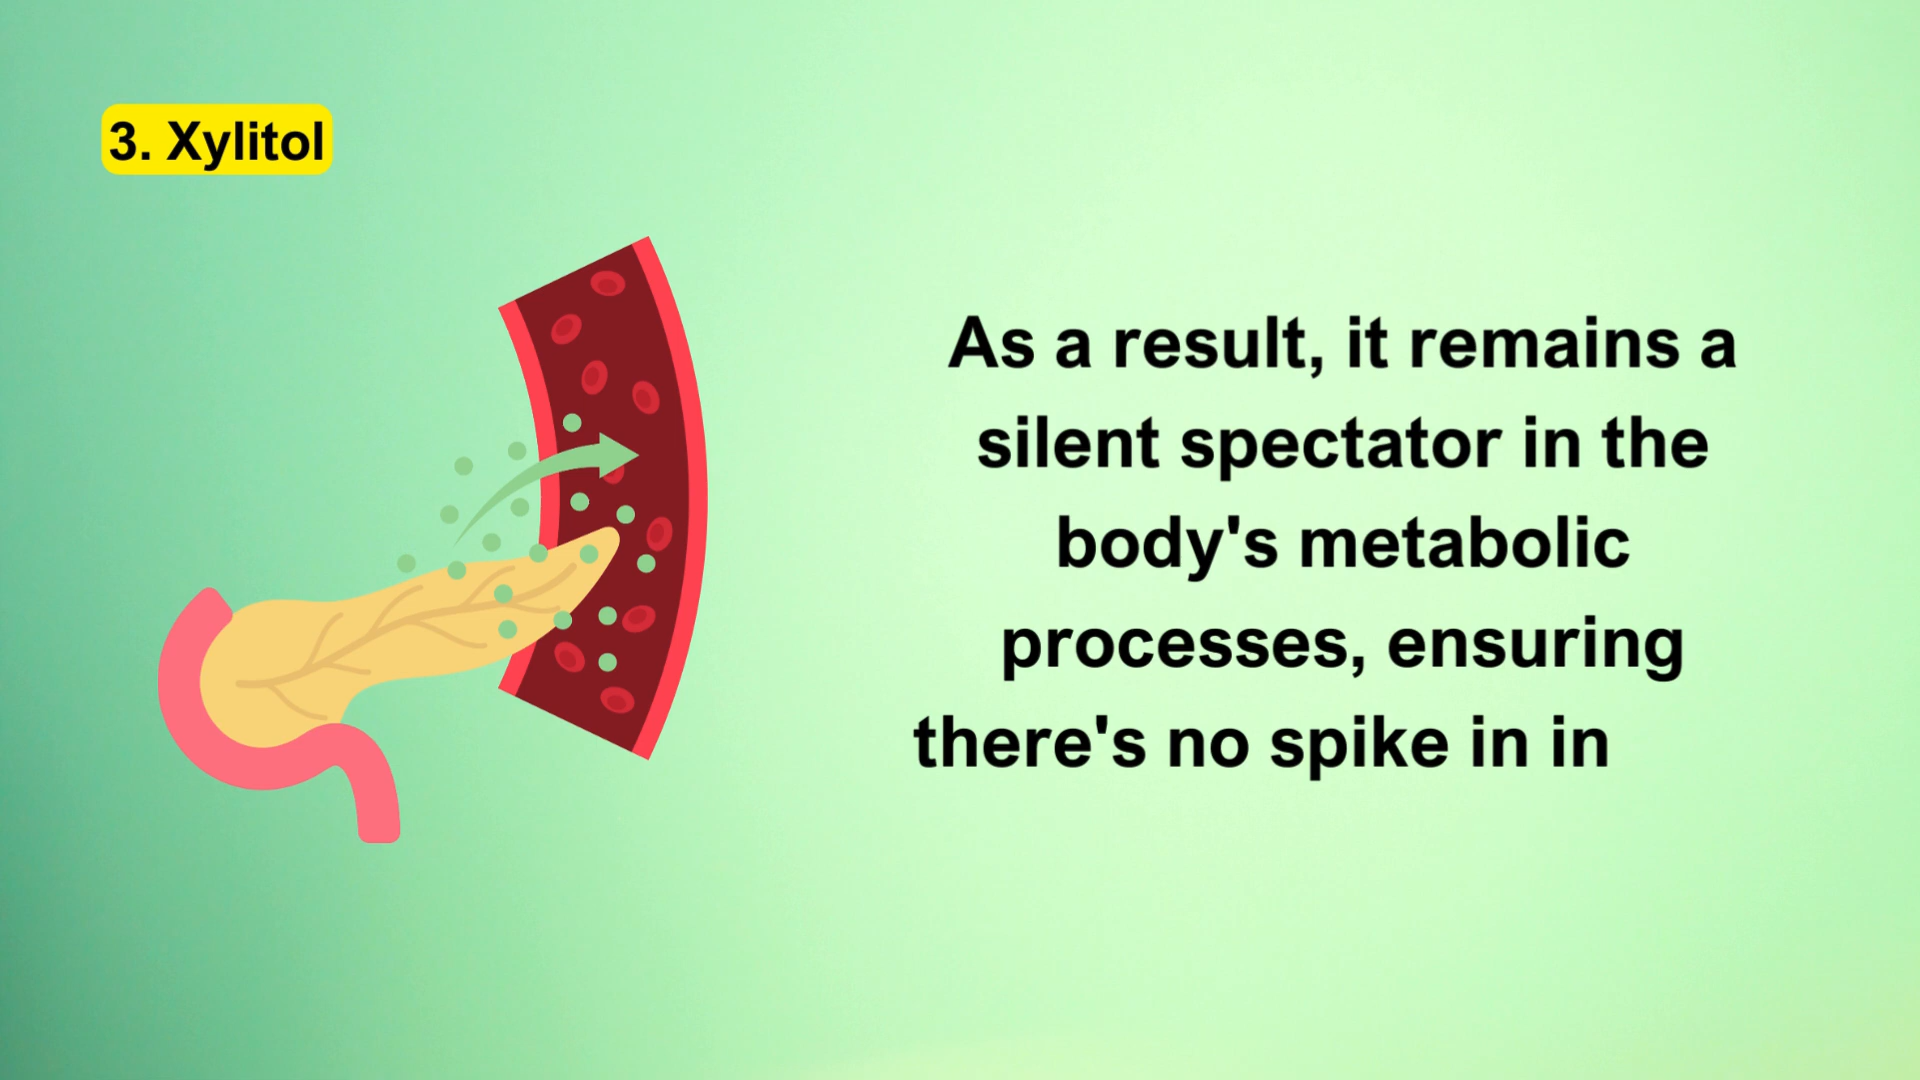 3. Xylitol
As a result, it remains a
silent spectator in the
body's metabolic
processes, ensuring
there's no spike in in